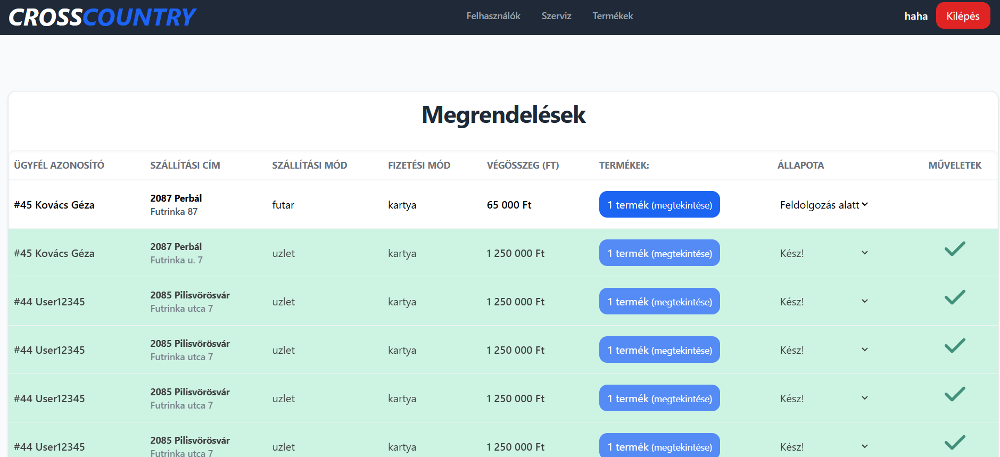 CROSSCOUNTRY Felhasználók Szerviz Termékek haha Kilépés
Megrendelések
ÜGYFÉL AZONOSÍTÓ SZÁLLÍTÁSI CÍM SZÁLLÍTÁSI MÓD FIZETÉSI MÓD VÉGÖSSZEG (FT) TERMÉKEK: ÁLLAPOTA MŰVELETEK
#45 Kovács Géza 2087 Perbál futar kartya 65 000 Ft 1 termék (megtekintése) Feldolgozás alatt
Futrinka 87
#45 Kovács Géza 2087 Perbál uzlet kartya 1 250 000 Ft 1 termék (megtekintése) Kész!
Futrinka u. 7
#44 User12345 2085 Pilisvörösvár uzlet kartya 1 250 000 Ft 1 termék (megtekintése) Kész!
Futrinka utca 7
#44 User12345 2085 Pilisvörösvár uzlet kartya 1 250 000 Ft 1 termék (megtekintése) Kész!
Futrinka utca 7
#44 User12345 2085 Pilisvörösvár uzlet kartya 1 250 000 Ft 1 termék (megtekintése) Kész!
Futrinka utca 7
#44 User12345 2085 Pilisvörösvár uzlet kartya 1 250 000 Ft 1 termék (megtekintése) Kész!
Futrinka utca 7